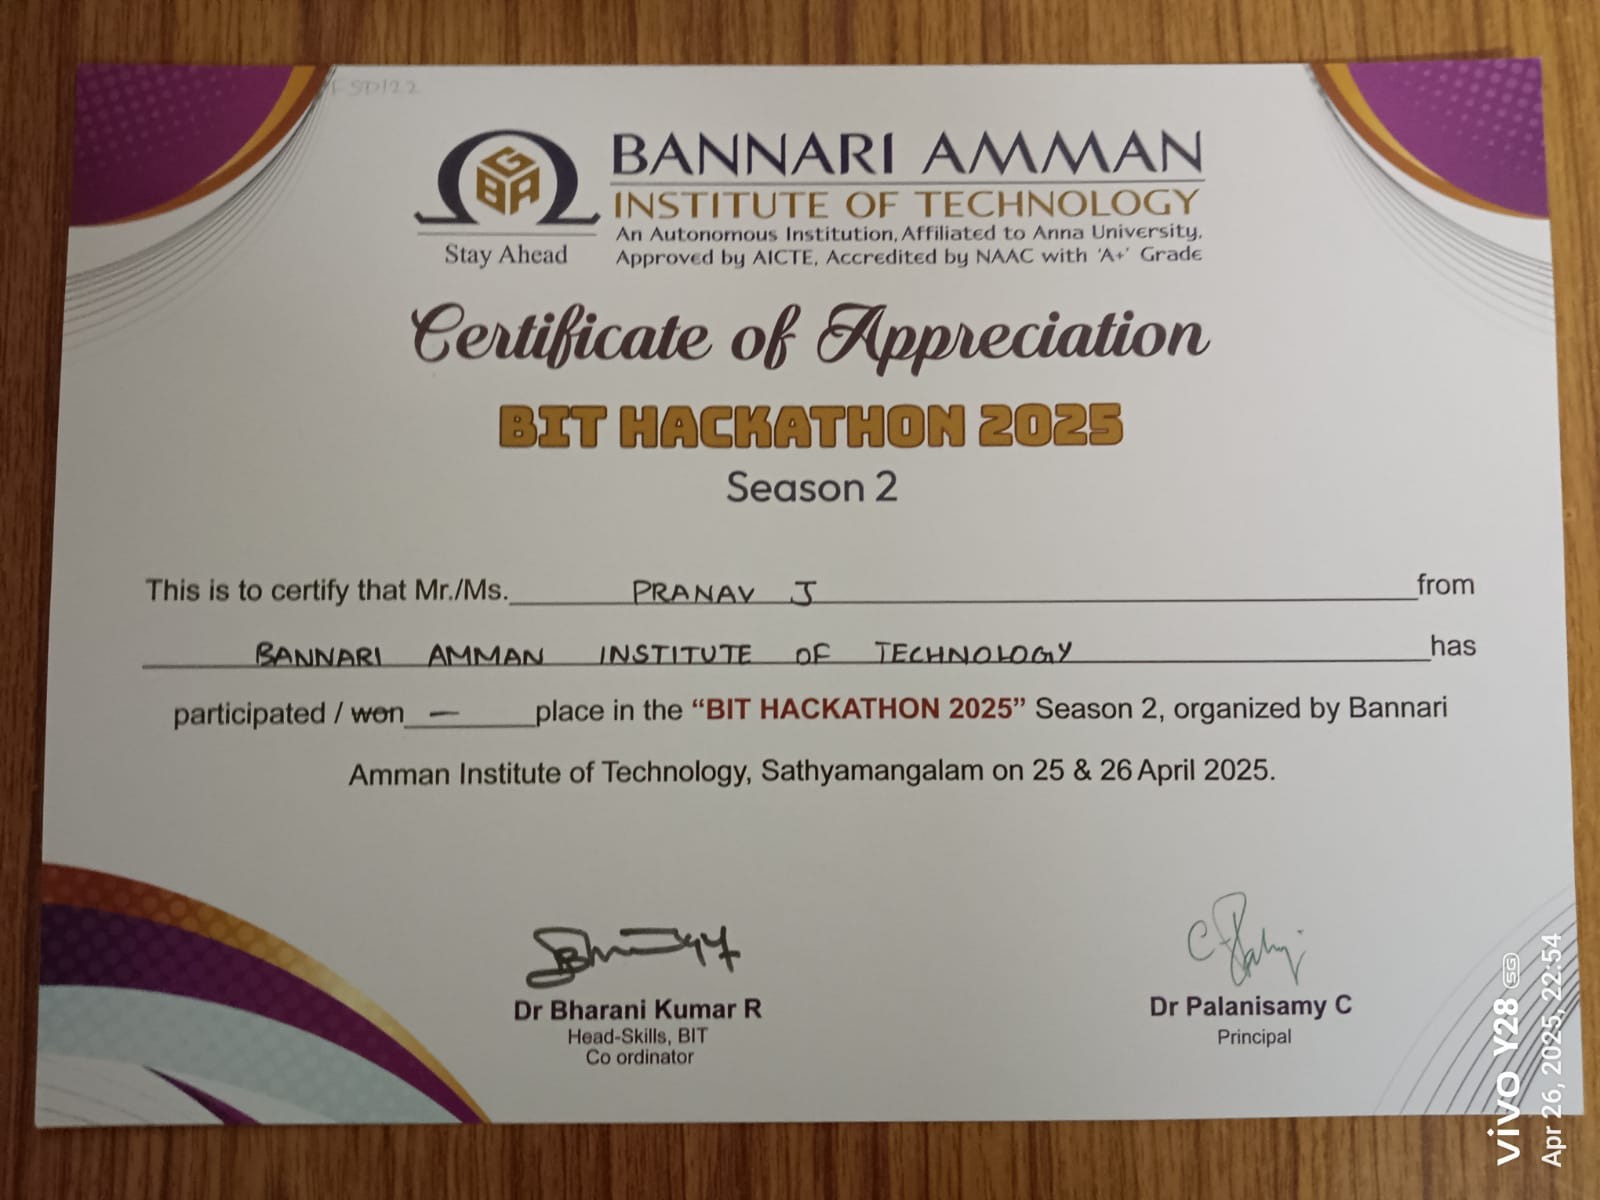 FSD122
GBA
BANNARI AMMAN
INSTITUTE OF TECHNOLOGY
An Autonomous Institution, Affiliated to Anna University,
Approved by AICTE, Accredited by NAAC with 'A+' Grade
Stay Ahead
Certificate of Appreciation
BIT HACKATHON 2025
Season 2
This is to certify that Mr./Ms. PRANAV J from
BANNARI AMMAN INSTITUTE OF TECHNOLOGY has
participated / won — place in the “BIT HACKATHON 2025” Season 2, organized by Bannari
Amman Institute of Technology, Sathyamangalam on 25 & 26 April 2025.
Dr Bharani Kumar R
Head-Skills, BIT
Co ordinator
Dr Palanisamy C
Principal
vivo Y28 5G
Apr 26, 2025, 22:54